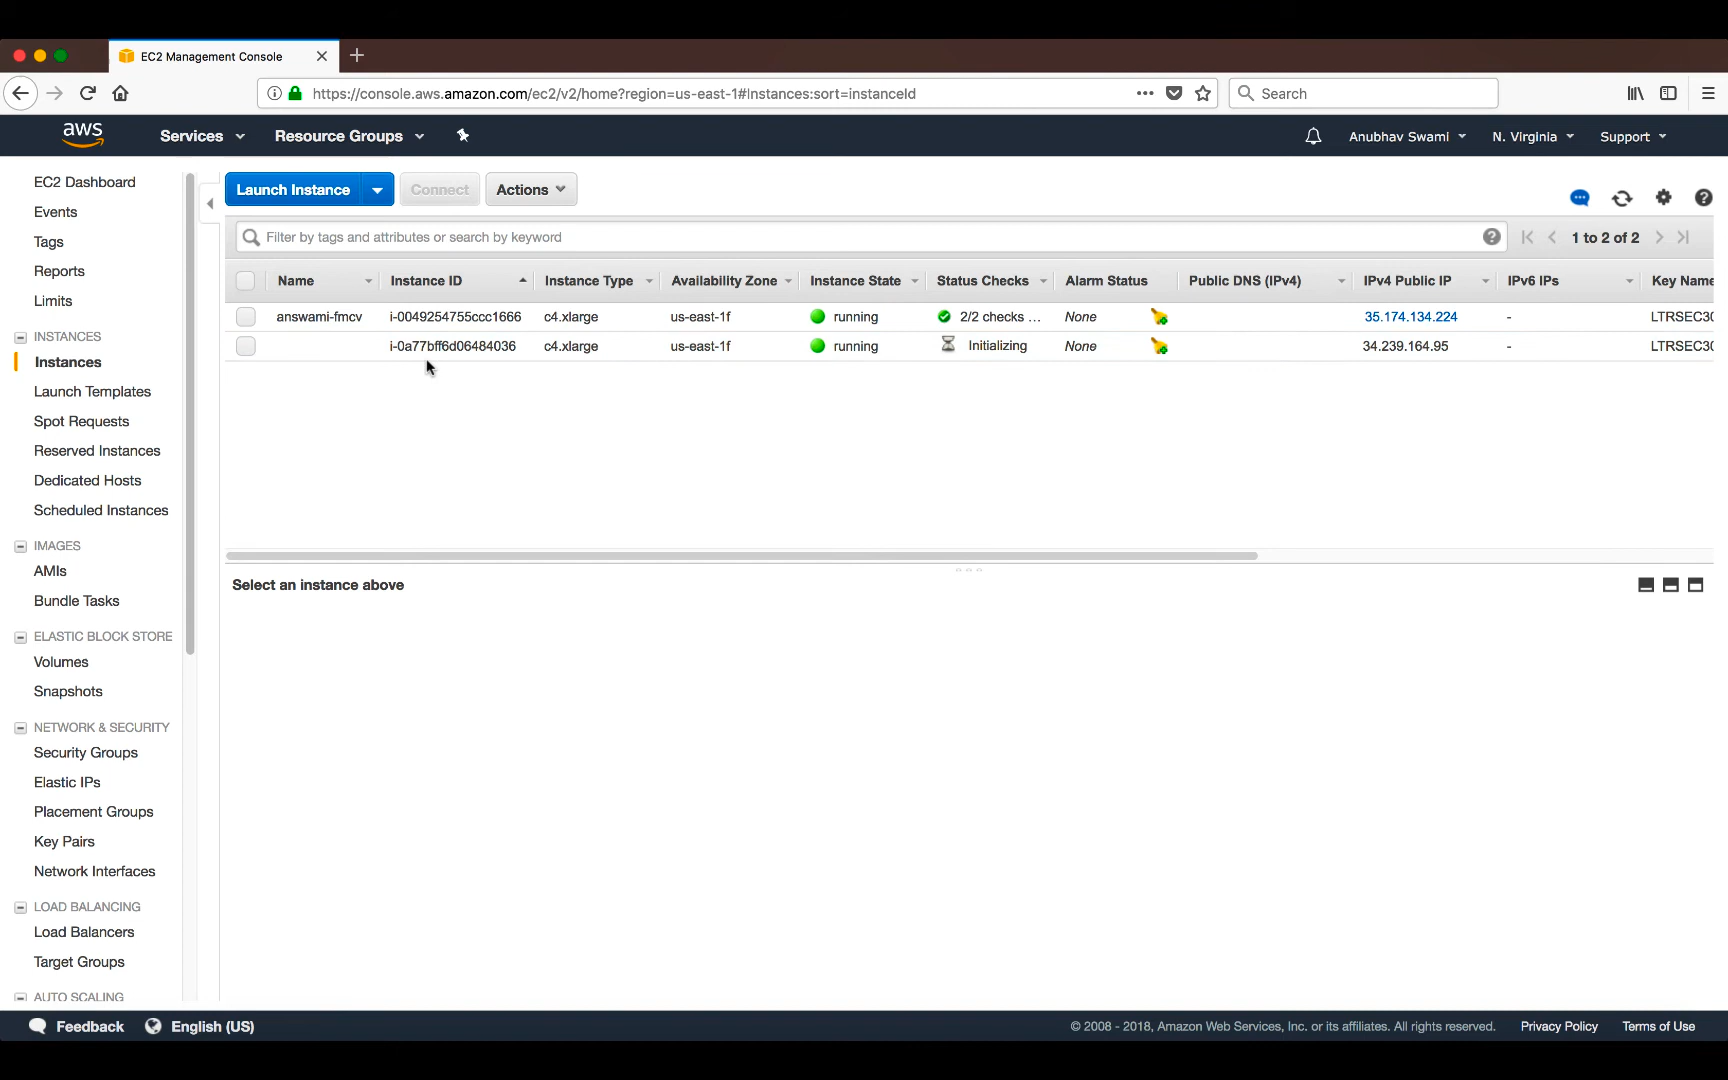 EC2 Management Console
https://console.aws.amazon.com/ec2/v2/home?region=us-east-1#Instances:sort=instanceId
Search
aws
Services
Resource Groups
Anubhav Swami
N. Virginia
Support
EC2 Dashboard
Events
Tags
Reports
Limits
INSTANCES
Instances
Launch Templates
Spot Requests
Reserved Instances
Dedicated Hosts
Scheduled Instances
IMAGES
AMIs
Bundle Tasks
ELASTIC BLOCK STORE
Volumes
Snapshots
NETWORK & SECURITY
Security Groups
Elastic IPs
Placement Groups
Key Pairs
Network Interfaces
LOAD BALANCING
Load Balancers
Target Groups
AUTO SCALING
Launch Instance
Connect
Actions
Filter by tags and attributes or search by keyword
1 to 2 of 2
Name Instance ID Instance Type Availability Zone Instance State Status Checks Alarm Status Public DNS (IPv4) IPv4 Public IP IPv6 IPs Key Name
answami-fmcv i-0049254755ccc1666 c4.xlarge us-east-1f running 2/2 checks ... None 35.174.134.224 - LTRSEC30
i-0a77bff6d06484036 c4.xlarge us-east-1f running Initializing None 34.239.164.95 - LTRSEC30
Select an instance above
Feedback
English (US)
© 2008 - 2018, Amazon Web Services, Inc. or its affiliates. All rights reserved.
Privacy Policy
Terms of Use